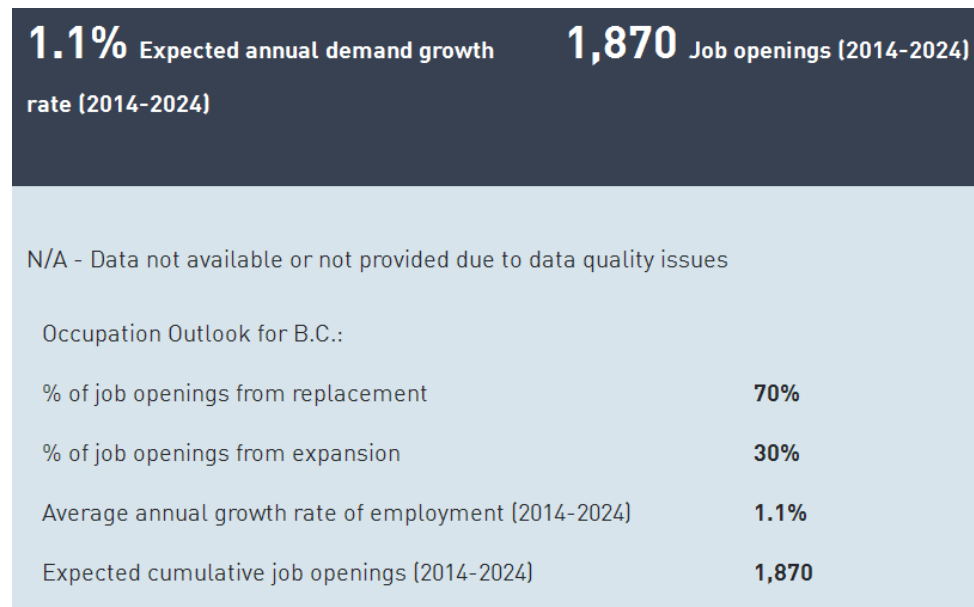 1.1% Expected annual demand growth
rate (2014-2024)
1,870 Job openings (2014-2024)
N/A - Data not available or not provided due to data quality issues
Occupation Outlook for B.C.:
% of job openings from replacement 70%
% of job openings from expansion 30%
Average annual growth rate of employment (2014-2024) 1.1%
Expected cumulative job openings (2014-2024) 1,870